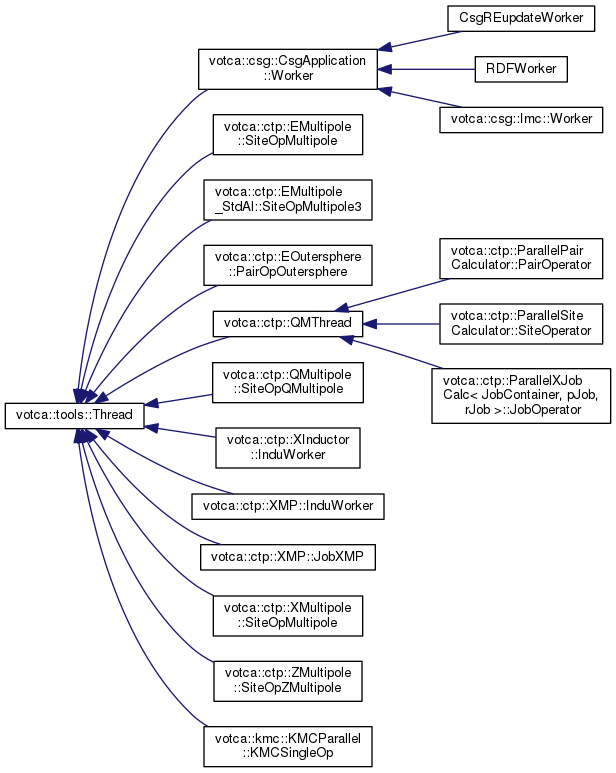 CsgREupdateWorker
votca::csg::CsgApplication
::Worker
RDFWorker
votca::csg::Imc::Worker
votca::ctp::EMultipole
::SiteOpMultipole
votca::ctp::EMultipole
_StdAl::SiteOpMultipole3
votca::ctp::EOutersphere
::PairOpOutersphere
votca::ctp::ParallelPair
Calculator::PairOperator
votca::ctp::QMThread
votca::ctp::ParallelSite
Calculator::SiteOperator
votca::ctp::ParallelXJob
Calc< JobContainer, pJob,
rJob >::JobOperator
votca::ctp::QMultipole
::SiteOpQMultipole
votca::tools::Thread
votca::ctp::XInductor
::InduWorker
votca::ctp::XMP::InduWorker
votca::ctp::XMP::JobXMP
votca::ctp::XMultipole
::SiteOpMultipole
votca::ctp::ZMultipole
::SiteOpZMultipole
votca::kmc::KMCParallel
::KMCSingleOp